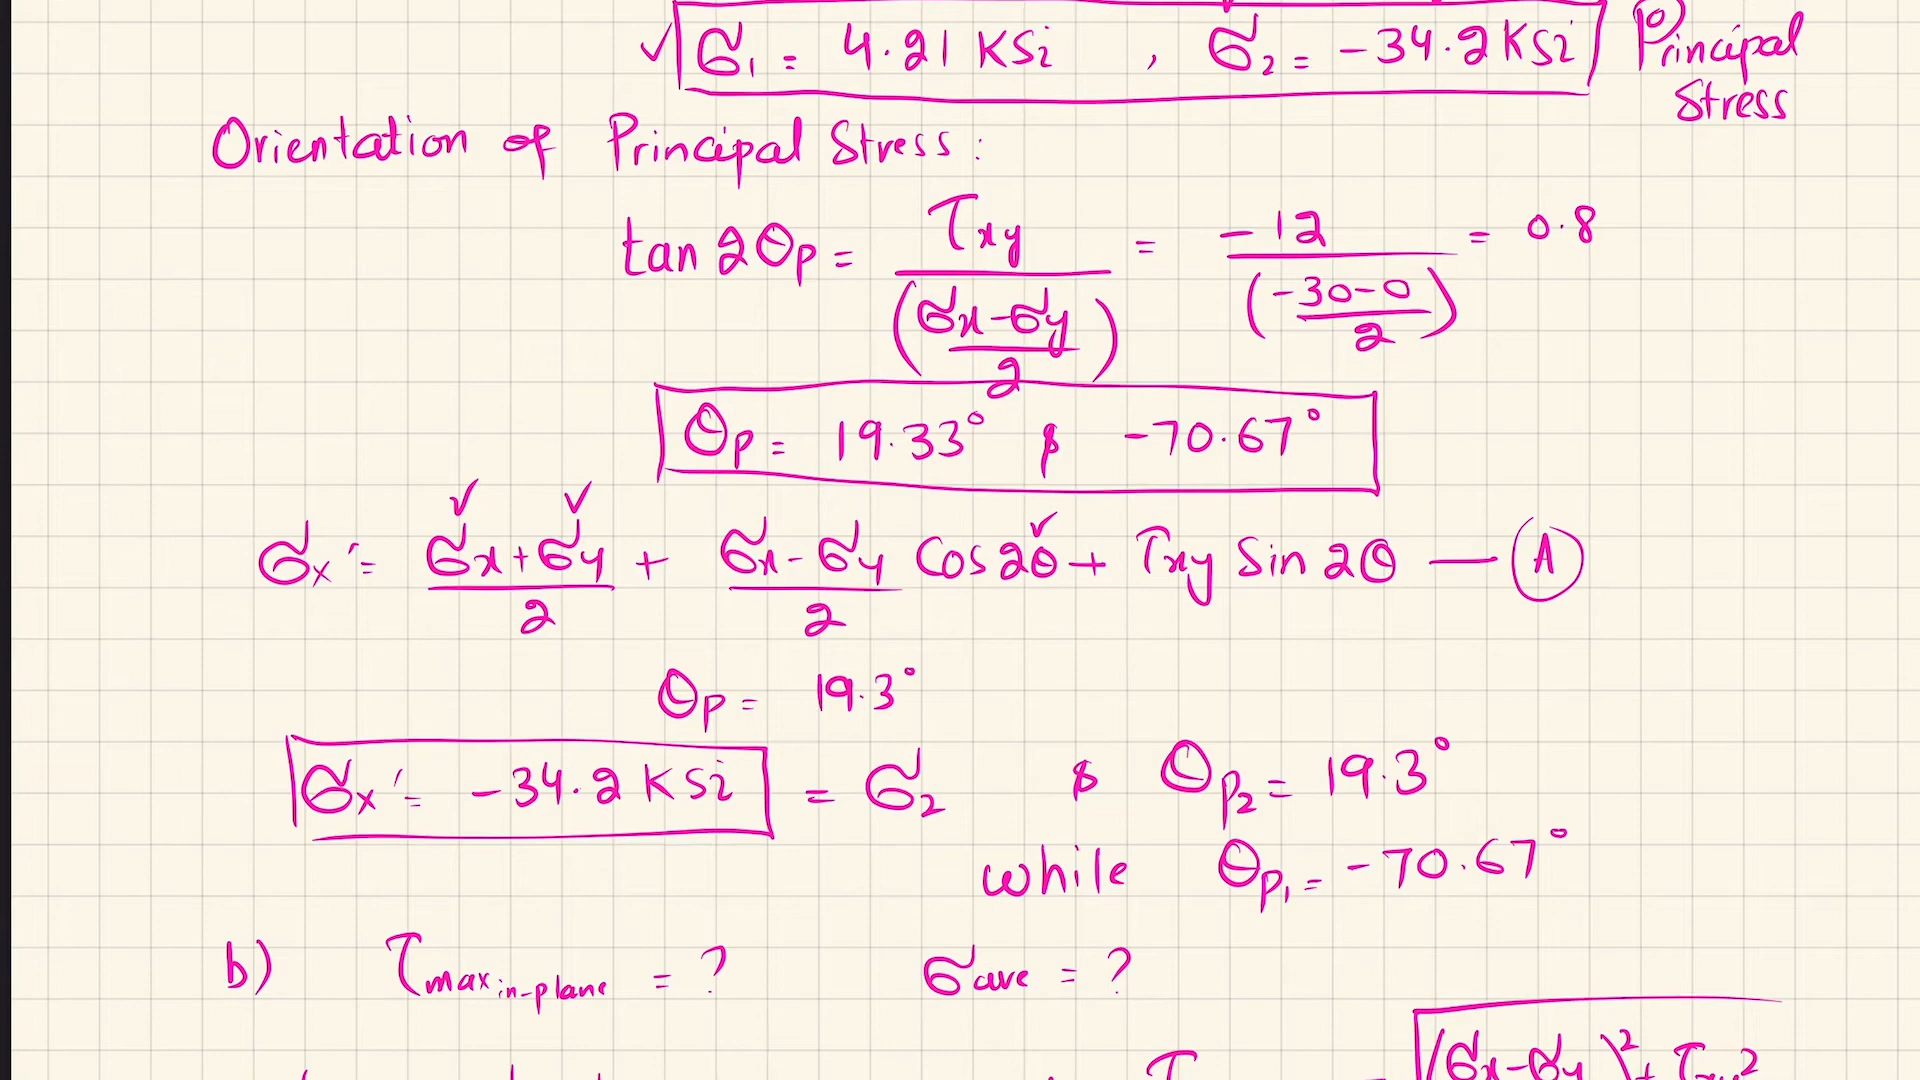 σ₁ = 4.21 KSi , σ₂ = -34.2 KSi Principal Stress
Orientation of Principal Stress:
tan 2θp = τxy / ((σx-σy)/2) = -12 / ((-30-0)/2) = 0.8
θp = 19.33° & -70.67°
σx' = (σx+σy)/2 + (σx-σy)/2 Cos 2θ + τxy Sin 2θ — (A)
θp = 19.3°
σx' = -34.2 KSi = σ₂ & θp₂ = 19.3°
while θp₁ = -70.67°
b) τmax in-plane = ? σave = ?